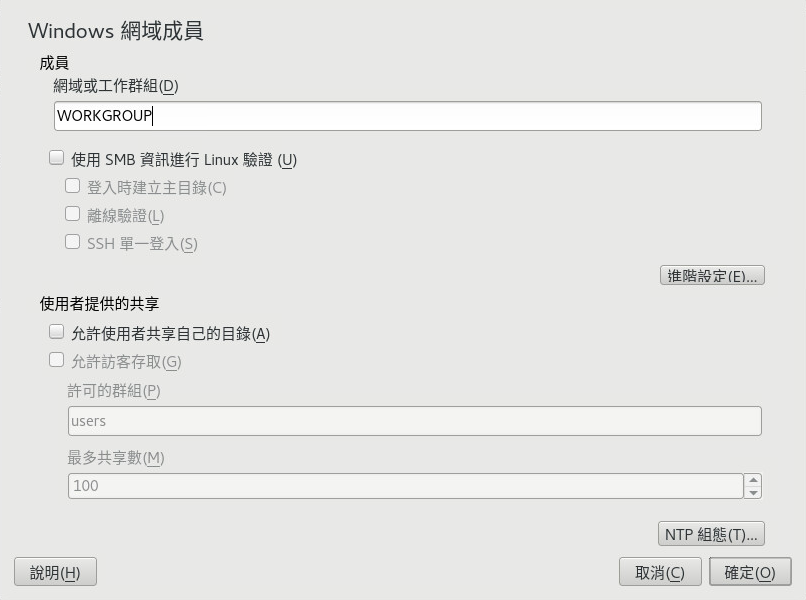 Windows 網域成員
成員
網域或工作群組(D)
WORKGROUP
使用 SMB 資訊進行 Linux 驗證 (U)
登入時建立主目錄(C)
離線驗證(L)
SSH 單一登入(S)
進階設定(E)...
使用者提供的共享
允許使用者共享自己的目錄(A)
允許訪客存取(G)
許可的群組(P)
users
最多共享數(M)
100
NTP 組態(T)...
說明(H)
取消(C)
確定(O)